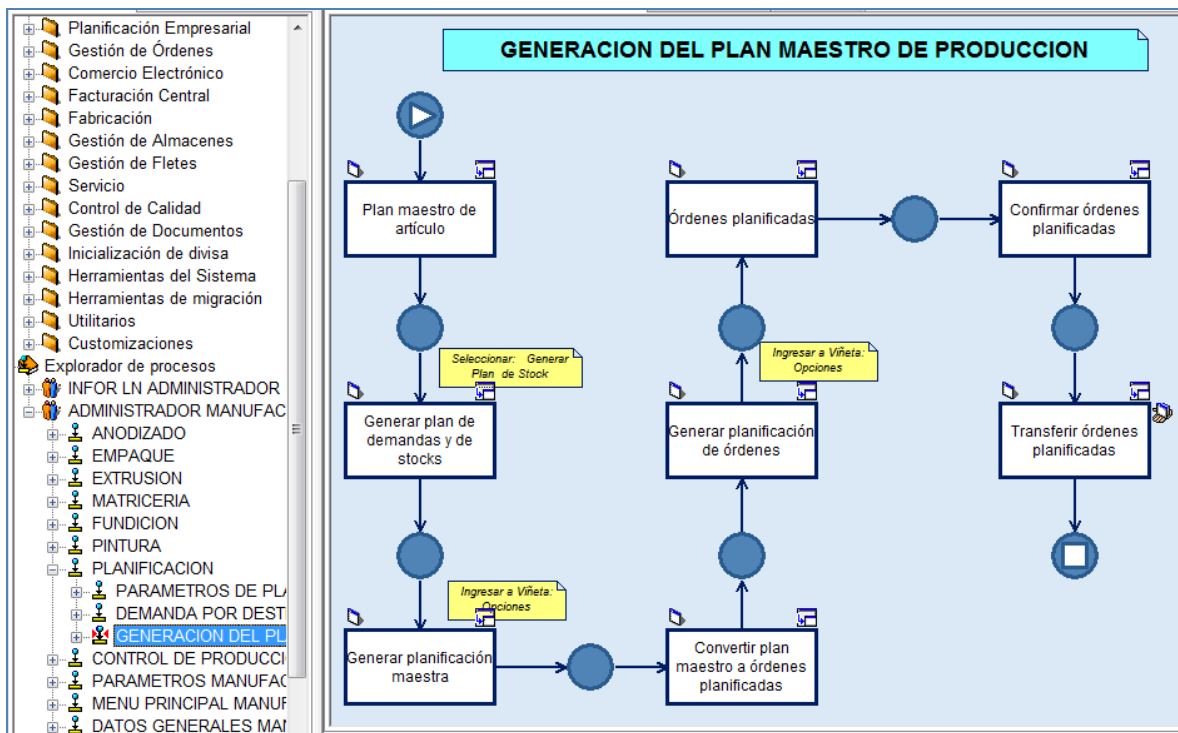 Planificación Empresarial
Gestión de Órdenes
Comercio Electrónico
Facturación Central
Fabricación
Gestión de Almacenes
Gestión de Fletes
Servicio
Control de Calidad
Gestión de Documentos
Inicialización de divisa
Herramientas del Sistema
Herramientas de migración
Utilitarios
Customizaciones
Explorador de procesos
INFOR LN ADMINISTRADOR
ADMINISTRADOR MANUFAC
ANODIZADO
EMPAQUE
EXTRUSION
MATRICERIA
FUNDICION
PINTURA
PLANIFICACION
PARAMETROS DE PLA
DEMANDA POR DEST
GENERACION DEL PL
CONTROL DE PRODUCCI
PARAMETROS MANUFAC
MENU PRINCIPAL MANUF
DATOS GENERALES MAN
GENERACION DEL PLAN MAESTRO DE PRODUCCION
Plan maestro de
artículo
Seleccionar: Generar
Plan de Stock
Generar plan de
demandas y de
stocks
Ingresar a Viñeta:
Opciones
Generar planificación
maestra
Convertir plan
maestro a órdenes
planificadas
Generar planificación
de órdenes
Ingresar a Viñeta:
Opciones
Órdenes planificadas
Confirmar órdenes
planificadas
Transferir órdenes
planificadas